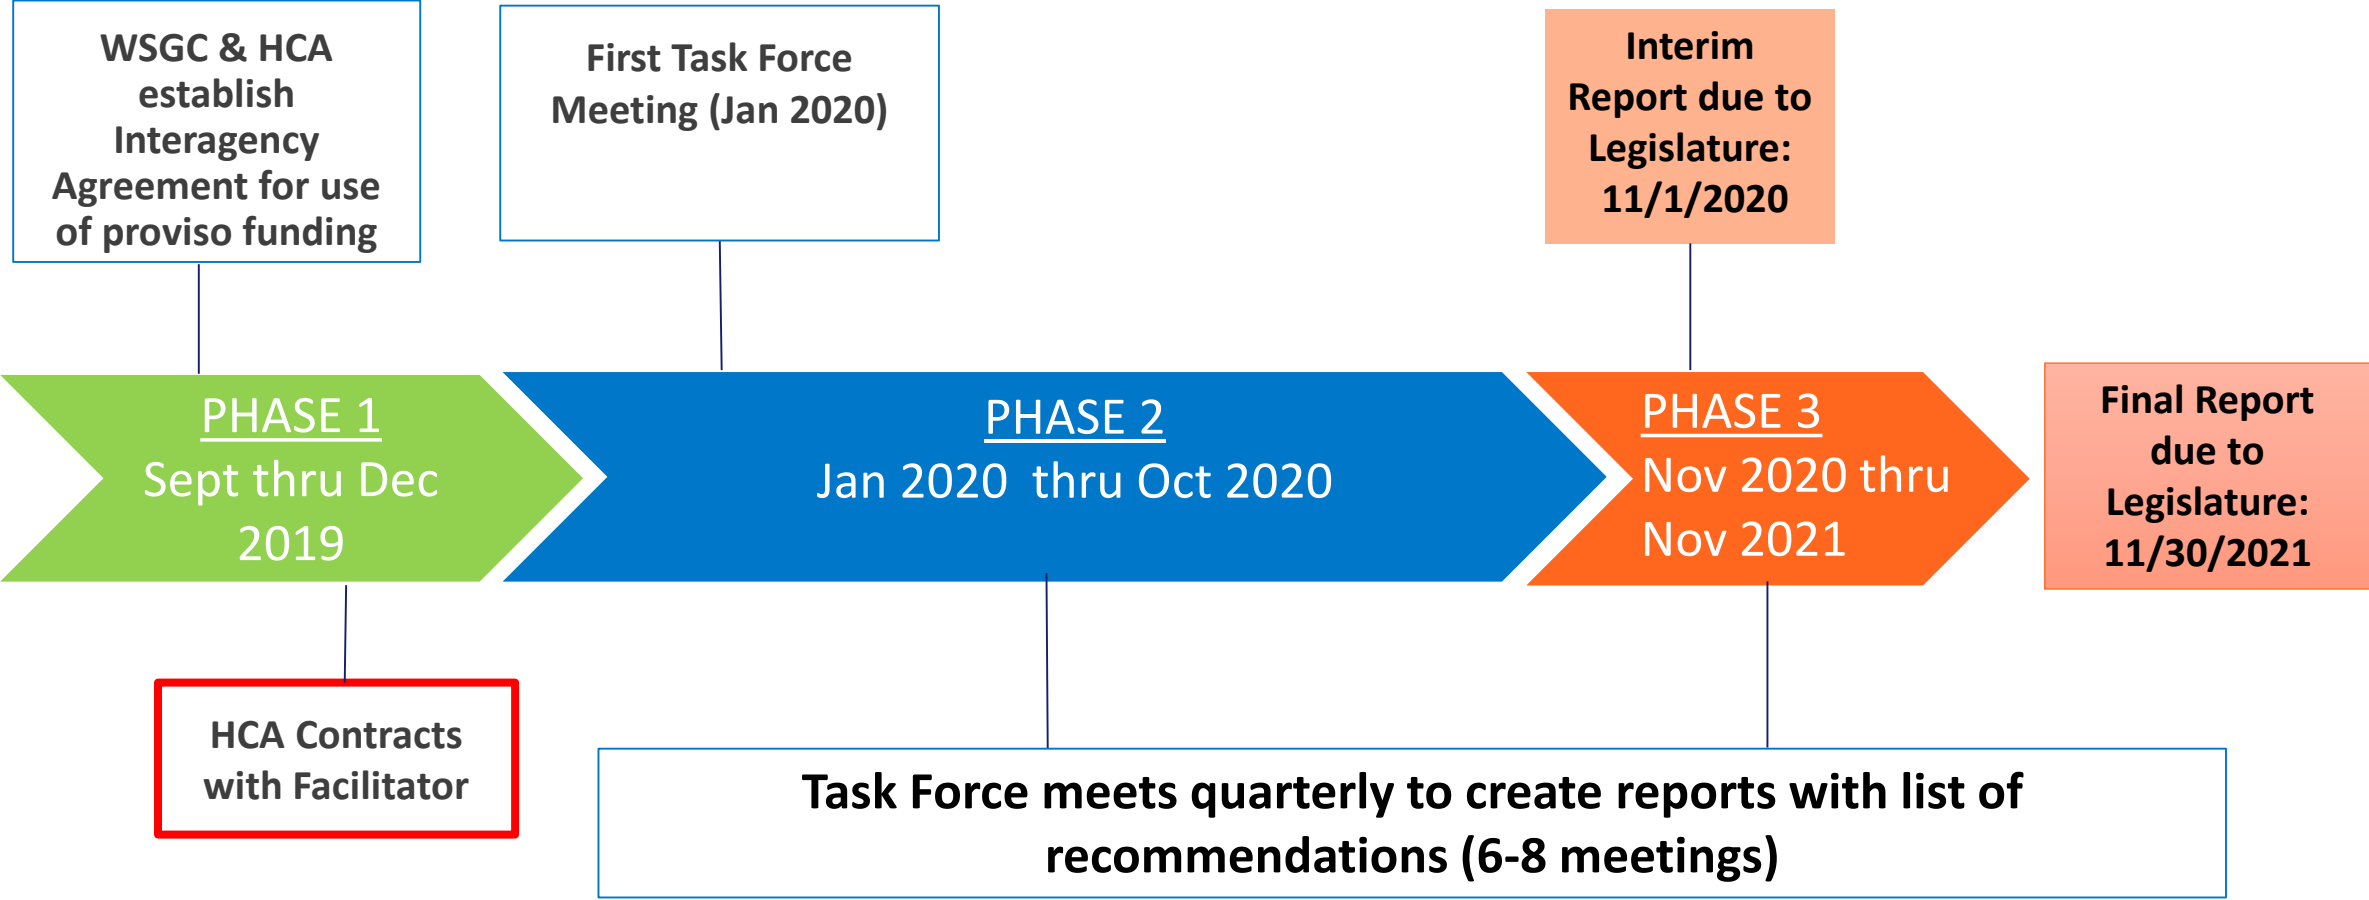 WSGC & HCA
establish
Interagency
Agreement for use
of proviso funding
First Task Force
Meeting (Jan 2020)
Interim
Report due to
Legislature:
11/1/2020
PHASE 1
Sept thru Dec
2019
PHASE 2
Jan 2020  thru Oct 2020
PHASE 3
Nov 2020 thru
Nov 2021
Final Report
due to
Legislature:
11/30/2021
HCA Contracts
with Facilitator
Task Force meets quarterly to create reports with list of
recommendations (6-8 meetings)